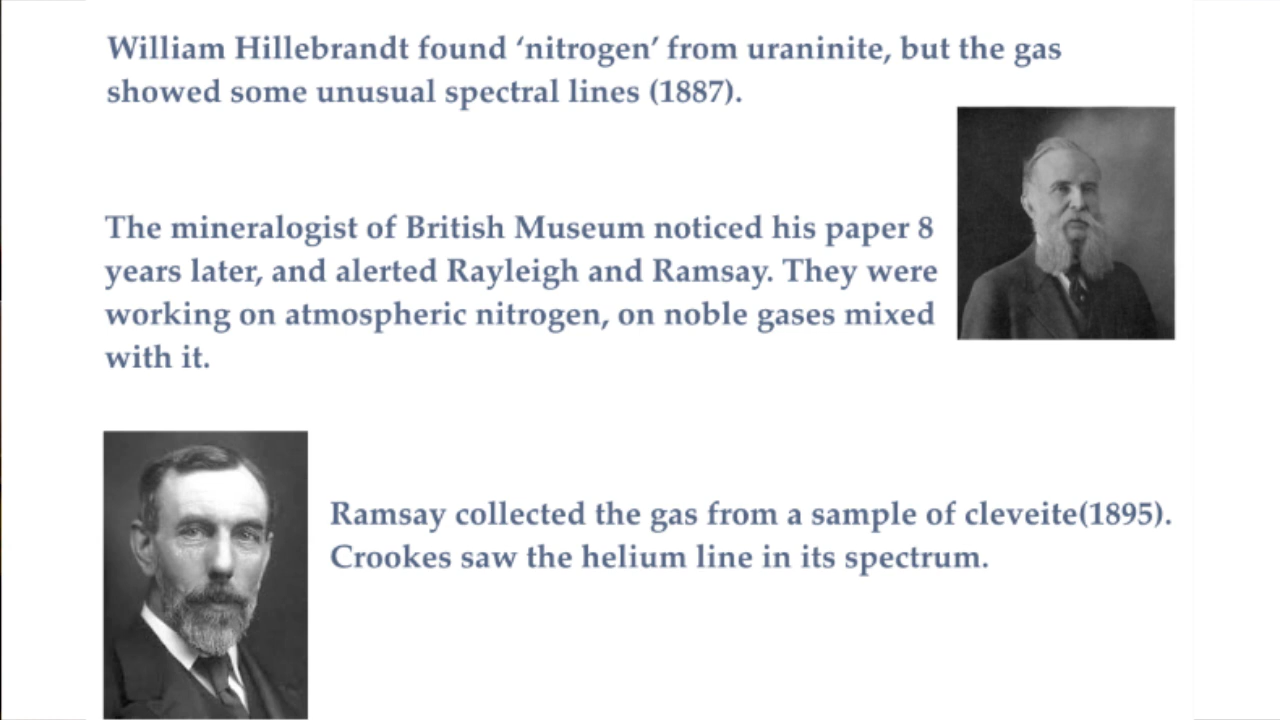 William Hillebrandt found ‘nitrogen’ from uraninite, but the gas
showed some unusual spectral lines (1887).
The mineralogist of British Museum noticed his paper 8
years later, and alerted Rayleigh and Ramsay. They were
working on atmospheric nitrogen, on noble gases mixed
with it.
Ramsay collected the gas from a sample of cleveite(1895).
Crookes saw the helium line in its spectrum.